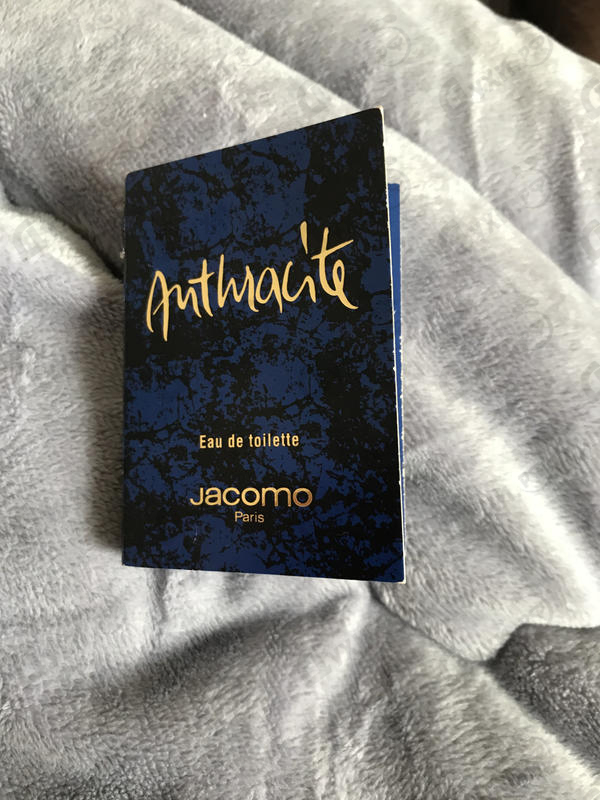 Anthracite
Eau de toilette
JACOMO
Paris